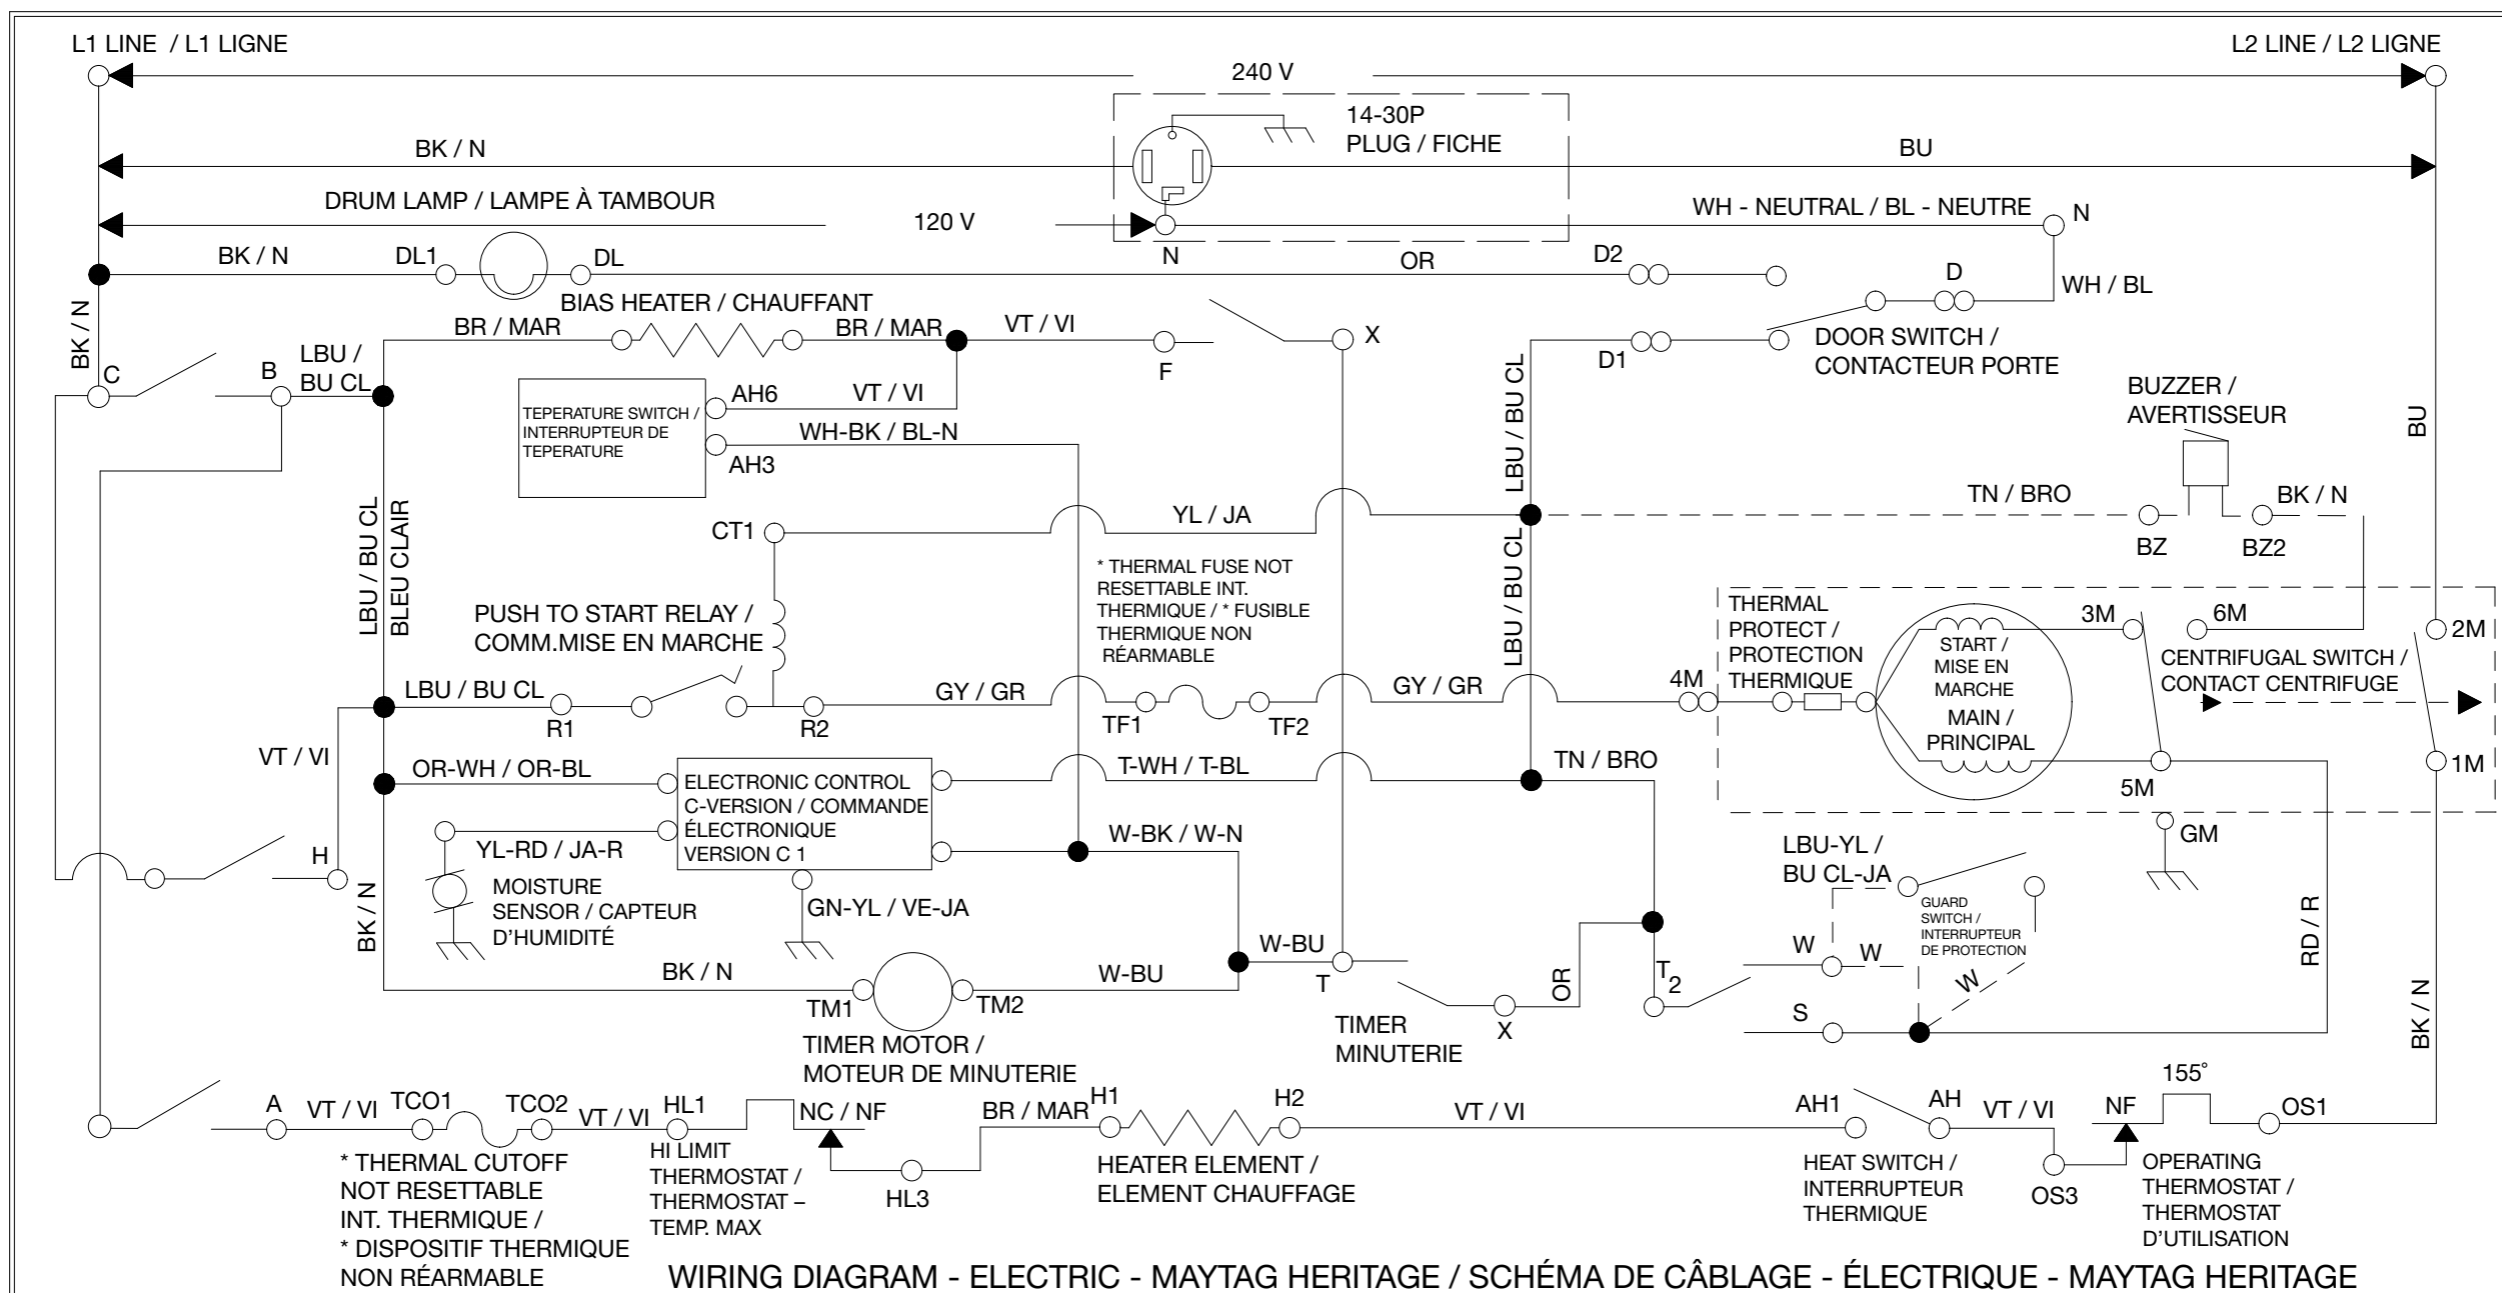 L1 LINE / L1 LIGNE
L2 LINE / L2 LIGNE
240 V
14-30P
PLUG / FICHE
BK / N
BU
DRUM LAMP / LAMPE À TAMBOUR
120 V
N
WH - NEUTRAL / BL - NEUTRE
N
BK / N
DL1
DL
OR
D2
D
WH / BL
BK / N
BIAS HEATER / CHAUFFANT
BR / MAR
BR / MAR
VT / VI
F
X
D1
DOOR SWITCH /
CONTACTEUR PORTE
C
B
LBU /
BU CL
LBU / BU CL
TEPERATURE SWITCH /
INTERRUPTEUR DE
TEPERATURE
AH6
VT / VI
WH-BK / BL-N
AH3
BUZZER /
AVERTISSEUR
BU
TN / BRO
BK / N
BZ
BZ2
LBU / BU CL
BLEU CLAIR
CT1
YL / JA
LBU / BU CL
* THERMAL FUSE NOT
RESETTABLE INT.
THERMIQUE / * FUSIBLE
THERMIQUE NON
RÉARMABLE
PUSH TO START RELAY /
COMM.MISE EN MARCHE
LBU / BU CL
R1
R2
GY / GR
TF1
TF2
GY / GR
4M
THERMAL
PROTECT /
PROTECTION
THERMIQUE
START /
MISE EN
MARCHE
MAIN /
PRINCIPAL
3M
6M
2M
CENTRIFUGAL SWITCH /
CONTACT CENTRIFUGE
5M
1M
GM
VT / VI
OR-WH / OR-BL
ELECTRONIC CONTROL
C-VERSION / COMMANDE
ÉLECTRONIQUE
VERSION C 1
T-WH / T-BL
TN / BRO
YL-RD / JA-R
W-BK / W-N
H
BK / N
MOISTURE
SENSOR / CAPTEUR
D'HUMIDITÉ
GN-YL / VE-JA
LBU-YL /
BU CL-JA
GUARD
SWITCH /
INTERRUPTEUR
DE PROTECTION
RD / R
BK / N
W-BU
BK / N
W-BU
TM1
TM2
TIMER MOTOR /
MOTEUR DE MINUTERIE
T
TIMER
MINUTERIE
X
OR
T2
W
W
W
S
A
VT / VI
TCO1
TCO2
VT / VI
HL1
NC / NF
BR / MAR
H1
H2
VT / VI
AH1
AH
VT / VI
NF
155°
OS1
* THERMAL CUTOFF
NOT RESETTABLE
INT. THERMIQUE /
* DISPOSITIF THERMIQUE
NON RÉARMABLE
HI LIMIT
THERMOSTAT /
THERMOSTAT –
TEMP. MAX
HL3
HEATER ELEMENT /
ELEMENT CHAUFFAGE
HEAT SWITCH /
INTERRUPTEUR
THERMIQUE
OS3
OPERATING
THERMOSTAT /
THERMOSTAT
D'UTILISATION
WIRING DIAGRAM - ELECTRIC - MAYTAG HERITAGE / SCHÉMA DE CÂBLAGE - ÉLECTRIQUE - MAYTAG HERITAGE